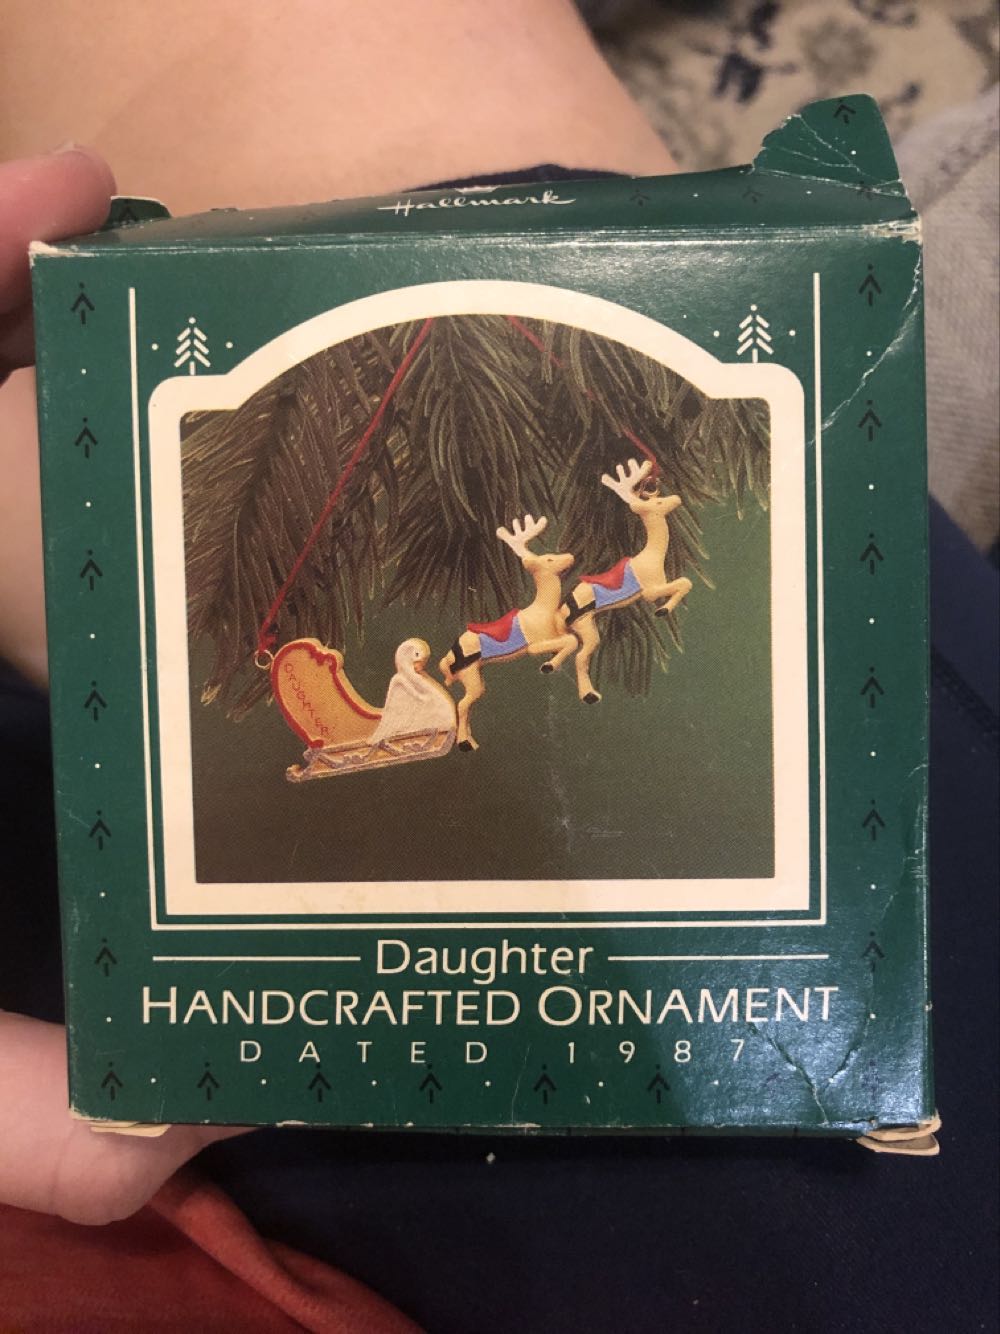 Hallmark
DAUGHTER
Daughter
HANDCRAFTED ORNAMENT
DATED 1987